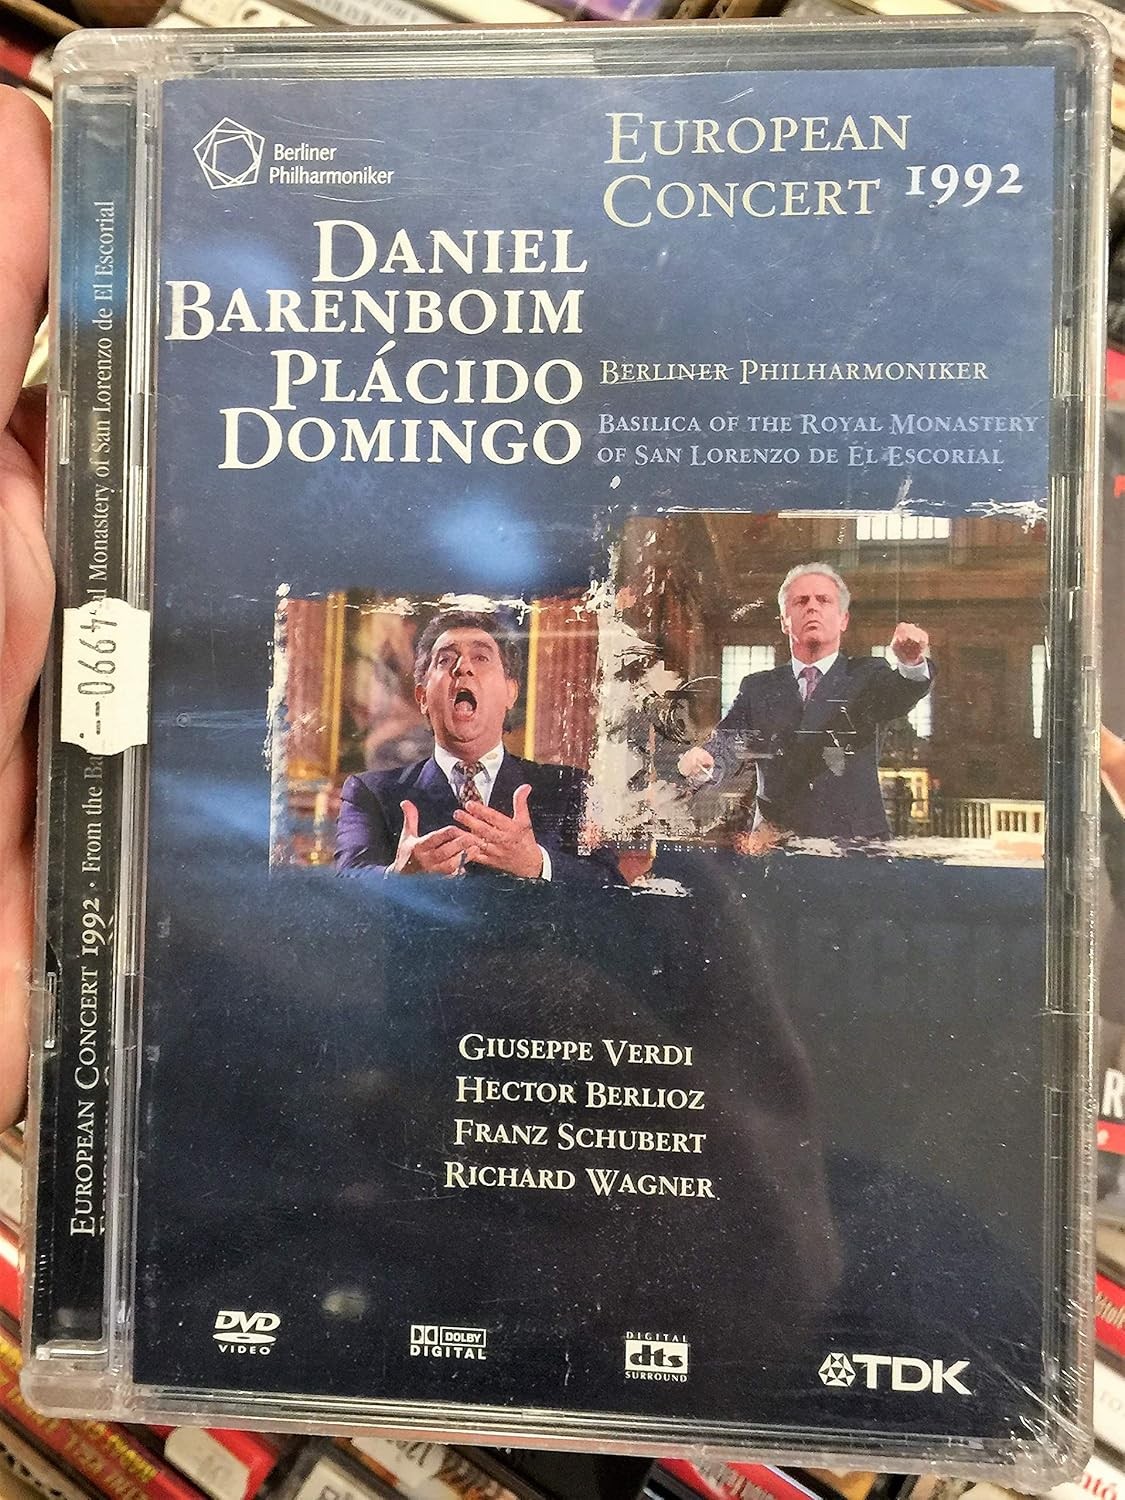 Berliner
Philharmoniker
EUROPEAN
CONCERT 1992
DANIEL
BARENBOIM
PLÁCIDO
DOMINGO
BERLINER PHILHARMONIKER
BASILICA OF THE ROYAL MONASTERY
OF SAN LORENZO DE EL ESCORIAL
GIUSEPPE VERDI
HECTOR BERLIOZ
FRANZ SCHUBERT
RICHARD WAGNER
DVD
VIDEO
DOLBY
DIGITAL
DIGITAL
dts
SURROUND
TDK
EUROPEAN CONCERT 1992 · From the Monastery of San Lorenzo de El Escorial
4990